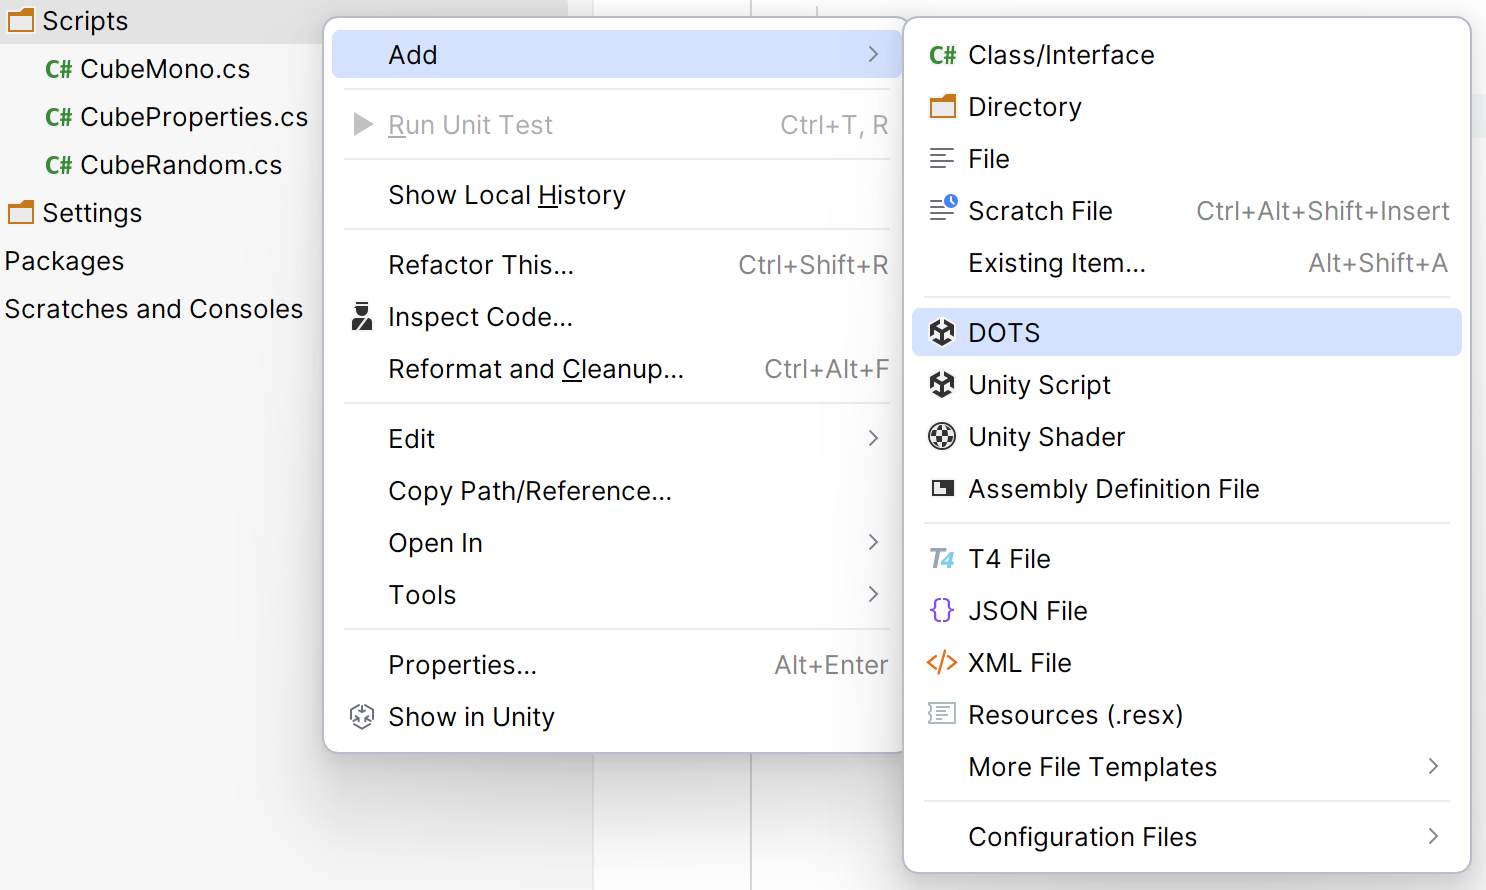 Scripts
C# CubeMono.cs
C# CubeProperties.cs
C# CubeRandom.cs
Settings
Packages
Scratches and Consoles
Add
Run Unit Test Ctrl+T, R
Show Local History
Refactor This... Ctrl+Shift+R
Inspect Code...
Reformat and Cleanup... Ctrl+Alt+F
Edit
Copy Path/Reference...
Open In
Tools
Properties... Alt+Enter
Show in Unity
C# Class/Interface
Directory
File
Scratch File Ctrl+Alt+Shift+Insert
Existing Item... Alt+Shift+A
DOTS
Unity Script
Unity Shader
Assembly Definition File
T4 T4 File
{} JSON File
</> XML File
Resources (.resx)
More File Templates
Configuration Files